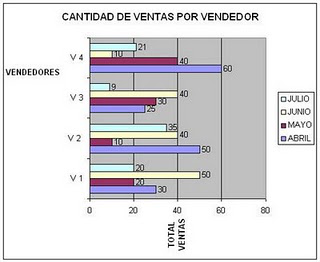 CANTIDAD DE VENTAS POR VENDEDOR
VENDEDORES
V 4
21
10
40
60
V 3
9
40
30
25
V 2
35
40
10
50
V 1
20
50
20
30
0 20 40 60 80
TOTAL
VENTAS
JULIO
JUNIO
MAYO
ABRIL